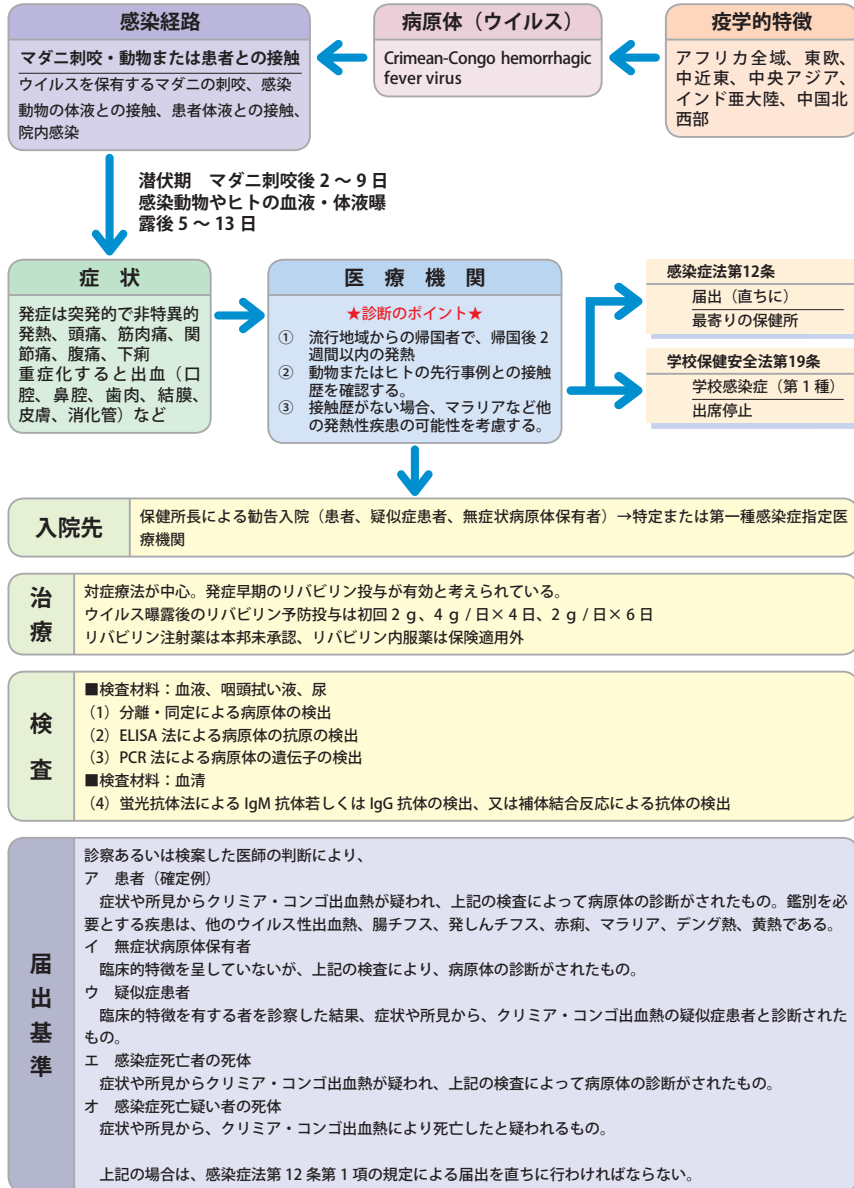 感染経路
マダニ刺咬・動物または患者との接触
ウイルスを保有するマダニの刺咬、感染
動物の体液との接触、患者体液との接触、
院内感染
病原体（ウイルス）
Crimean-Congo hemorrhagic
fever virus
疫学的特徴
アフリカ全域、東欧、
中近東、中央アジア、
インド亜大陸、中国北
西部
潜伏期　マダニ刺咬後 2 ～ 9 日
感染動物やヒトの血液・体液曝
露後 5 ～ 13 日
症　状
発症は突発的で非特異的
発熱、頭痛、筋肉痛、関
節痛、腹痛、下痢
重症化すると出血（口
腔、鼻腔、歯肉、結膜、
皮膚、消化管）など
医　療　機　関
★診断のポイント★
①　流行地域からの帰国者で、帰国後 2
週間以内の発熱
②　動物またはヒトの先行事例との接触
歴を確認する。
③　接触歴がない場合、マラリアなど他
の発熱性疾患の可能性を考慮する。
感染症法第12条
届出（直ちに）
最寄りの保健所
学校保健安全法第19条
学校感染症（第 1 種）
出席停止
入院先
保健所長による勧告入院（患者、疑似症患者、無症状病原体保有者）→特定または第一種感染症指定医
療機関
治
療
対症療法が中心。発症早期のリバビリン投与が有効と考えられている。
ウイルス曝露後のリバビリン予防投与は初回 2 g、4 g / 日× 4 日、2 g / 日× 6 日
リバビリン注射薬は本邦未承認、リバビリン内服薬は保険適用外
検
査
■検査材料：血液、咽頭拭い液、尿
（1）分離・同定による病原体の検出
（2）ELISA 法による病原体の抗原の検出
（3）PCR 法による病原体の遺伝子の検出
■検査材料：血清
（4）蛍光抗体法による IgM 抗体若しくは IgG 抗体の検出、又は補体結合反応による抗体の検出
届
出
基
準
診察あるいは検案した医師の判断により、
ア　患者（確定例）
症状や所見からクリミア・コンゴ出血熱が疑われ、上記の検査によって病原体の診断がされたもの。鑑別を必
要とする疾患は、他のウイルス性出血熱、腸チフス、発しんチフス、赤痢、マラリア、デング熱、黄熱である。
イ　無症状病原体保有者
臨床的特徴を呈していないが、上記の検査により、病原体の診断がされたもの。
ウ　疑似症患者
臨床的特徴を有する者を診察した結果、症状や所見から、クリミア・コンゴ出血熱の疑似症患者と診断された
もの。
エ　感染症死亡者の死体
症状や所見からクリミア・コンゴ出血熱が疑われ、上記の検査によって病原体の診断がされたもの。
オ　感染症死亡疑い者の死体
症状や所見から、クリミア・コンゴ出血熱により死亡したと疑われるもの。
上記の場合は、感染症法第 12 条第 1 項の規定による届出を直ちに行わければならない。